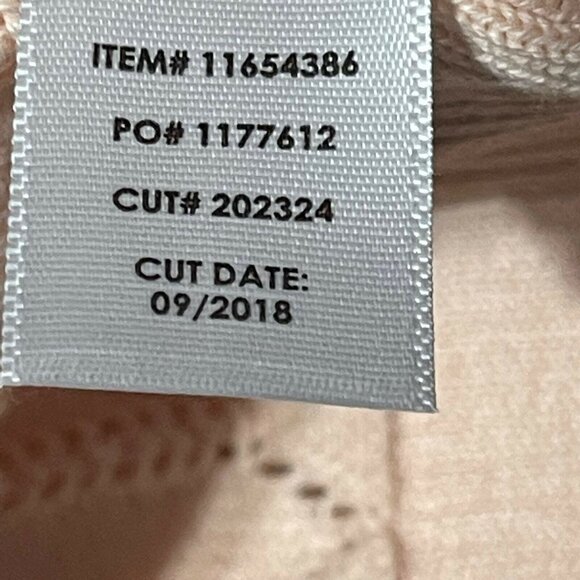 ITEM# 11654386
PO# 1177612
CUT# 202324
CUT DATE:
09/2018